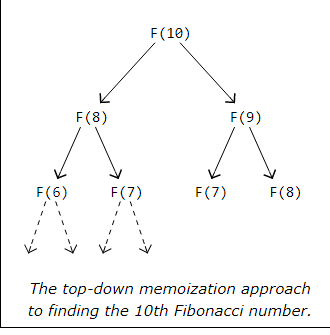 F(10)
F(8) F(9)
F(6) F(7) F(7) F(8)
The top-down memoization approach
to finding the 10th Fibonacci number.